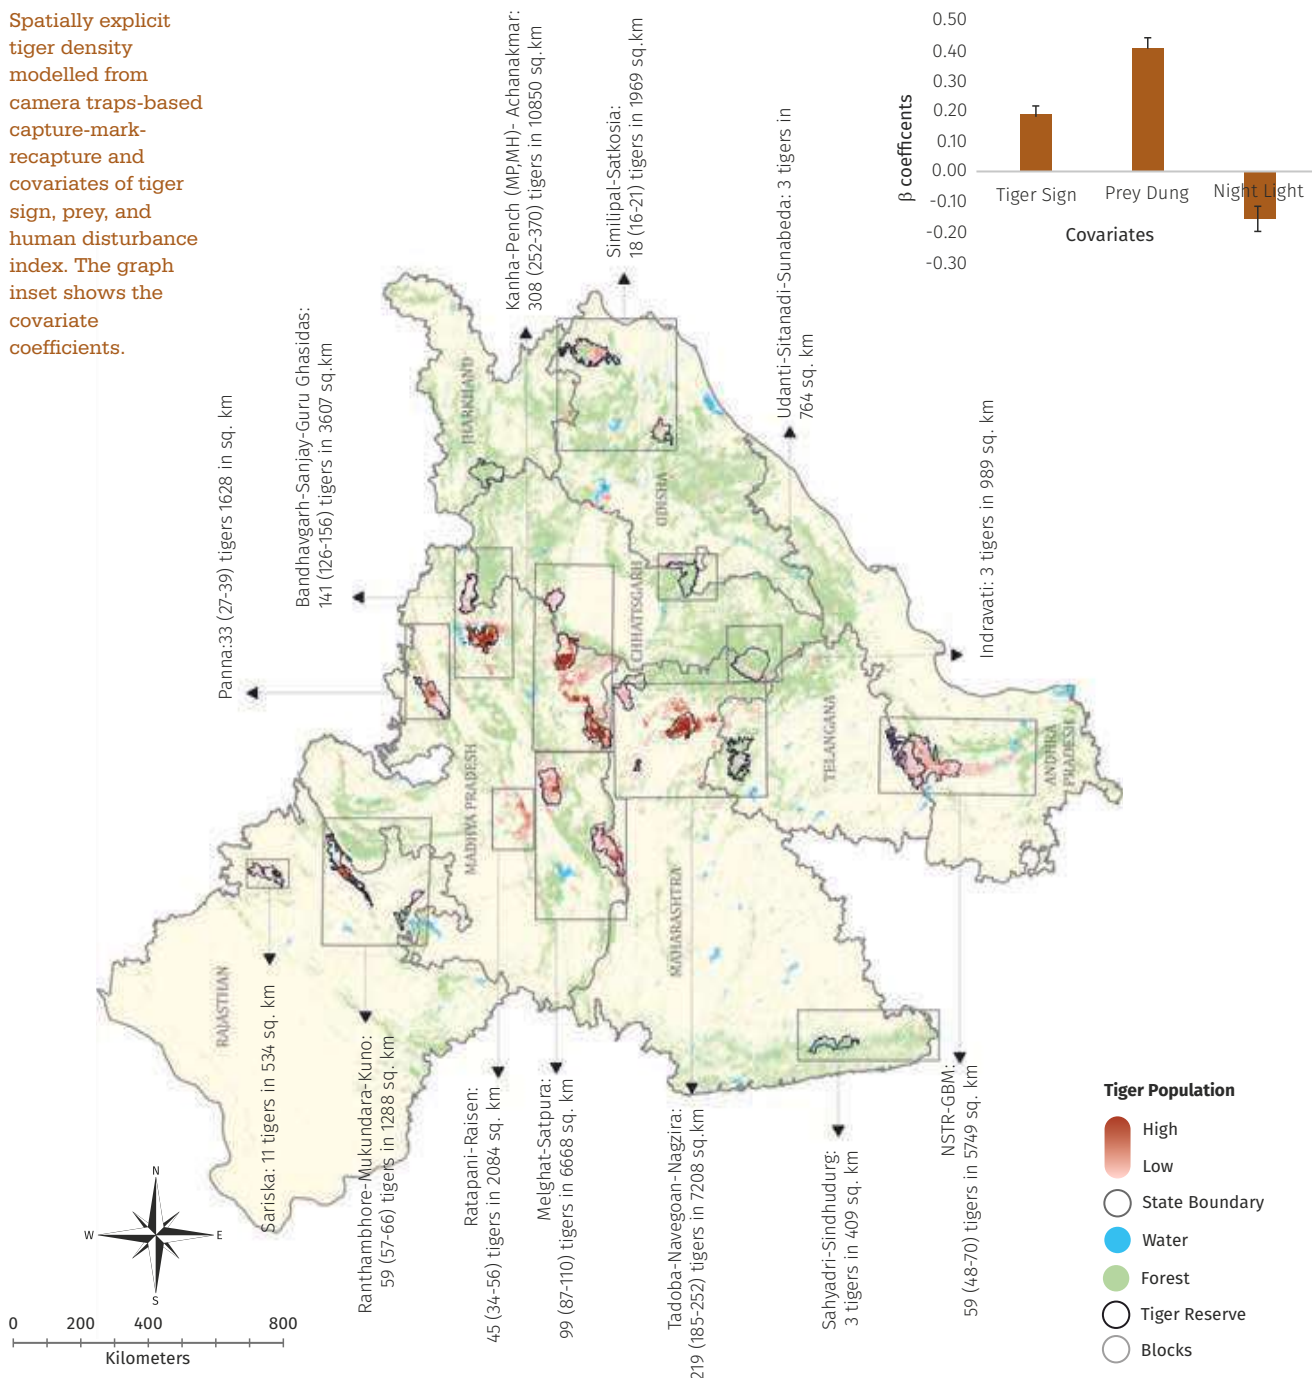 Spatially explicit
tiger density
modelled from
camera traps-based
capture-mark-
recapture and
covariates of tiger
sign, prey, and
human disturbance
index. The graph
inset shows the
covariate
coefficients.
0.50
0.40
0.30
0.20
0.10
0.00
-0.10
-0.20
-0.30
β coefficents
Tiger Sign
Prey Dung
Night Light
Covariates
Kanha-Pench (MP,MH)- Achanakmar:
308 (252-370) tigers in 10850 sq.km
Similipal-Satkosia:
18 (16-21) tigers in 1969 sq.km
Udanti-Sitanadi-Sunabeda: 3 tigers in
764 sq. km
Indravati: 3 tigers in 989 sq. km
Bandhavgarh-Sanjay-Guru Ghasidas:
141 (126-156) tigers in 3607 sq.km
Panna:33 (27-39) tigers 1628 in sq. km
JHARKHAND
ODISHA
CHHATISGARH
TELANGANA
ANDHRA
PRADESH
MADHYA PRADESH
MAHARASHTRA
RAJASTHAN
Sariska: 11 tigers in 534 sq. km
Ranthambhore-Mukundara-Kuno:
59 (57-66) tigers in 1288 sq. km
Ratapani-Raisen:
45 (34-56) tigers in 2084 sq. km
Melghat-Satpura:
99 (87-110) tigers in 6668 sq. km
Tadoba-Navegoan-Nagzira:
219 (185-252) tigers in 7208 sq.km
Sahyadri-Sindhudurg:
3 tigers in 409 sq. km
NSTR-GBM:
59 (48-70) tigers in 5749 sq. km
N
W
E
S
0
200
400
800
Kilometers
Tiger Population
High
Low
State Boundary
Water
Forest
Tiger Reserve
Blocks